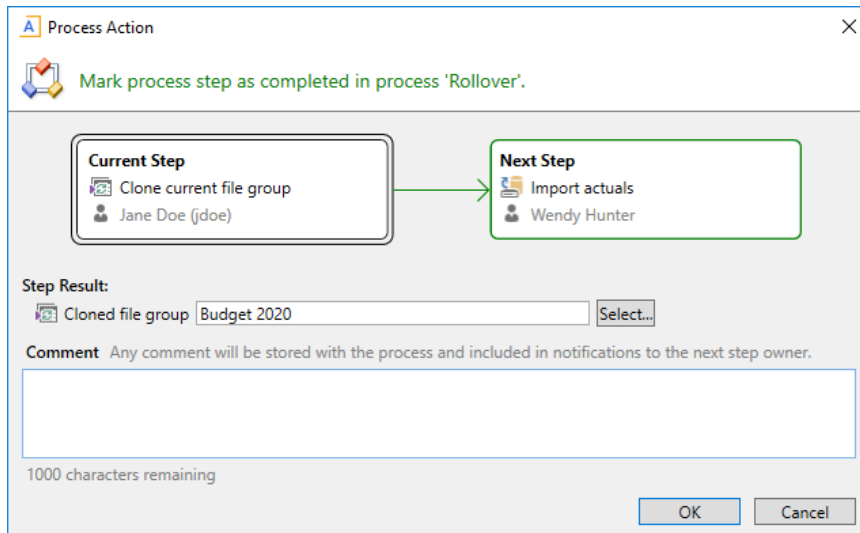 A Process Action
Mark process step as completed in process 'Rollover'.
Current Step
Clone current file group
Jane Doe (jdoe)
Next Step
Import actuals
Wendy Hunter
Step Result:
Cloned file group Budget 2020 Select...
Comment Any comment will be stored with the process and included in notifications to the next step owner.
1000 characters remaining
OK Cancel